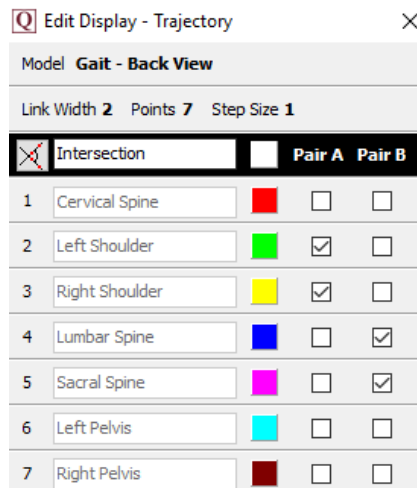 Q Edit Display - Trajectory
Model Gait - Back View
Link Width 2 Points 7 Step Size 1
Intersection Pair A Pair B
1 Cervical Spine
2 Left Shoulder
3 Right Shoulder
4 Lumbar Spine
5 Sacral Spine
6 Left Pelvis
7 Right Pelvis